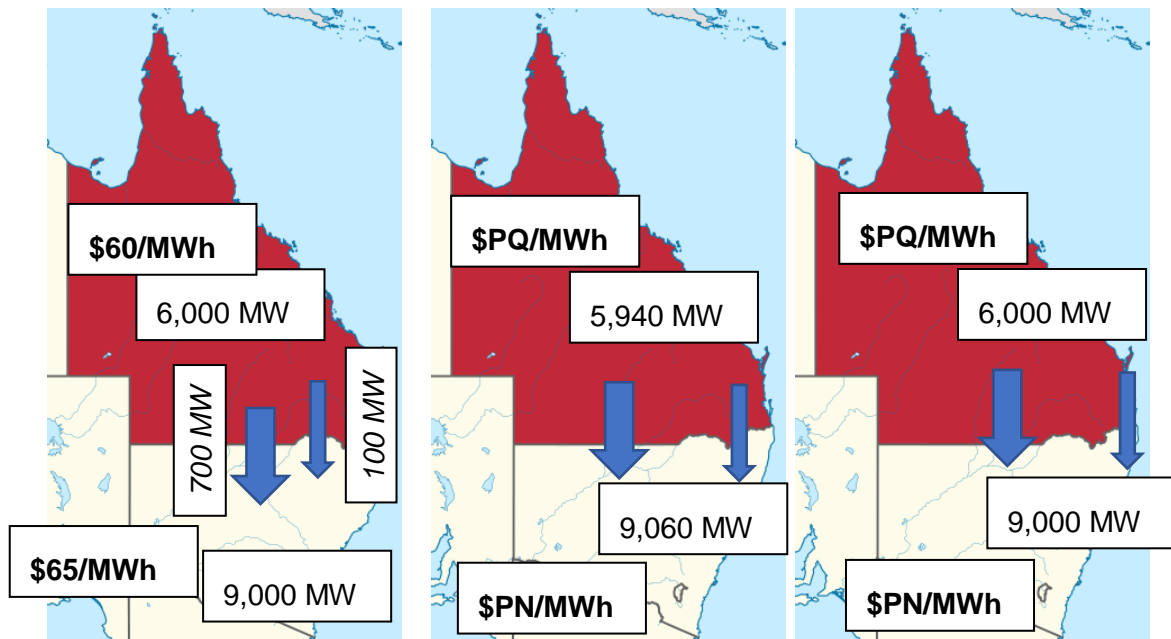 $60/MWh
6,000 MW
700 MW
100 MW
$65/MWh
9,000 MW
$PQ/MWh
5,940 MW
9,060 MW
$PN/MWh
$PQ/MWh
6,000 MW
9,000 MW
$PN/MWh